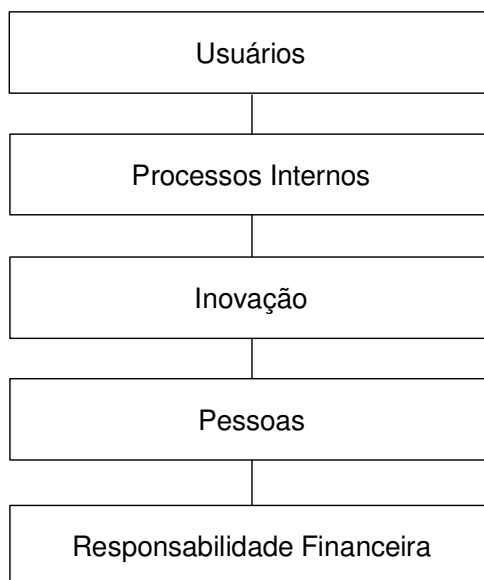 Usuários
Processos Internos
Inovação
Pessoas
Responsabilidade Financeira